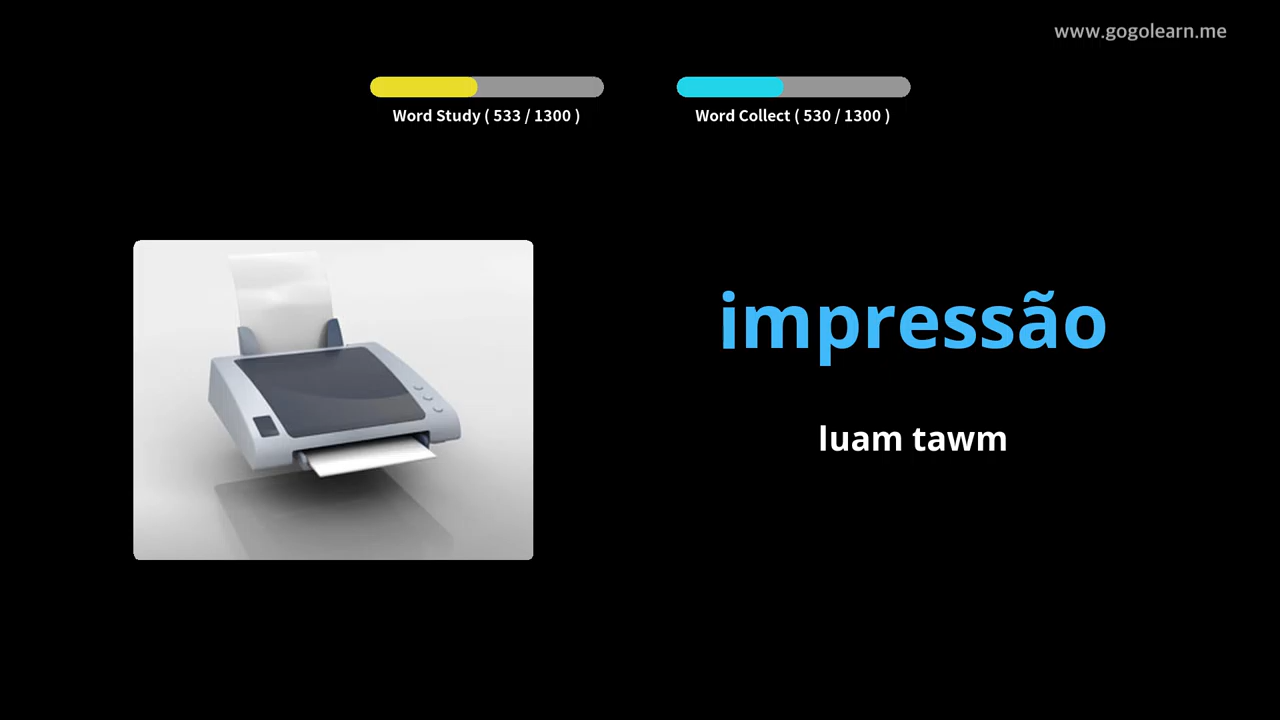 www.gogolearn.me
Word Study ( 533 / 1300 )
Word Collect ( 530 / 1300 )
impressão
luam tawm